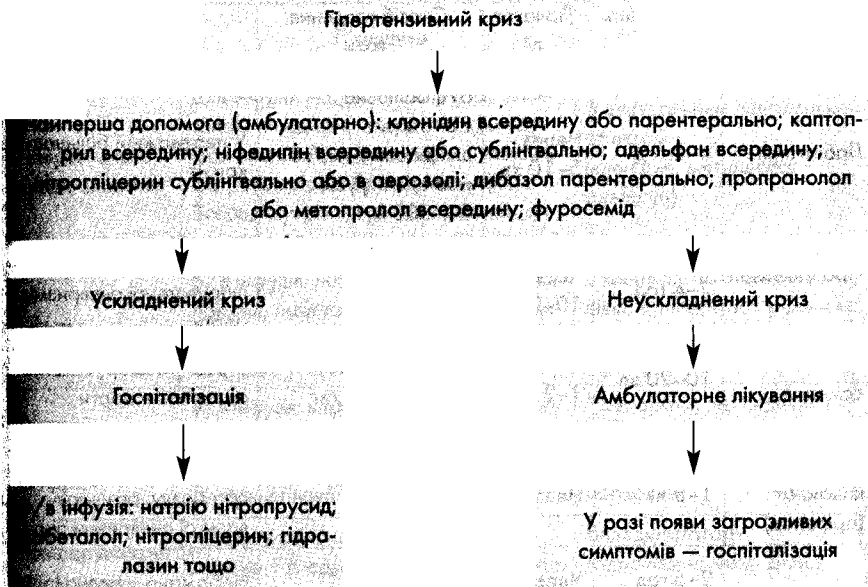 Гіпертензивний криз
найперша допомога (амбулаторно): клонідин всередину або парентерально; каптоп-
рил всередину; ніфедипін всередину або сублінгвально; адельфан всередину;
нітрогліцерин сублінгвально або в аерозолі; дибазол парентерально; пропранолол
або метопролол всередину; фуросемід
Ускладнений криз
Неускладнений криз
Госпіталізація
Амбулаторне лікування
в/в інфузія: натрію нітропрусид;
лабеталол; нітрогліцерин; гідра-
лазин тощо
У разі появи загрозливих
симптомів — госпіталізація